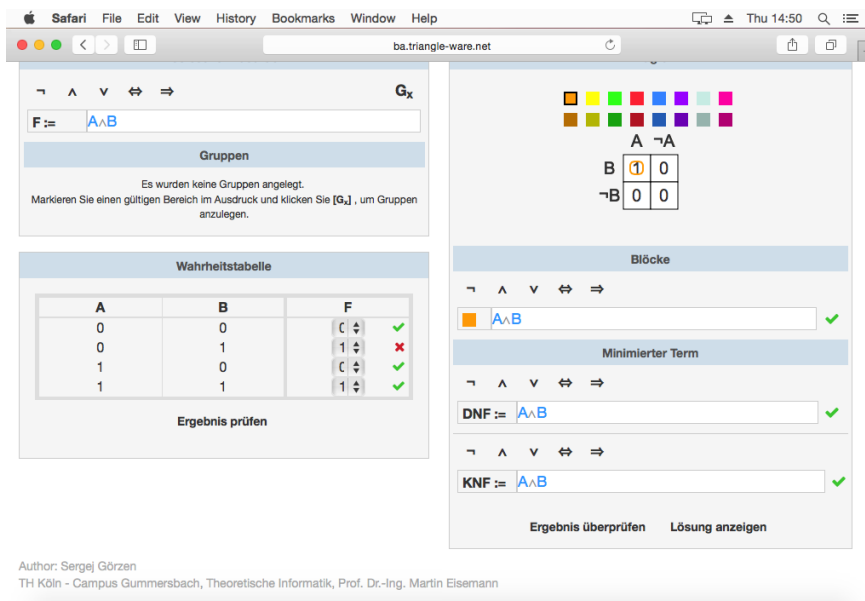 Safari File Edit View History Bookmarks Window Help Thu 14:50
ba.triangle-ware.net
¬ ∧ ∨ ⇔ ⇒ Gx
F := A∧B
Gruppen
Es wurden keine Gruppen angelegt.
Markieren Sie einen gültigen Bereich im Ausdruck und klicken Sie [Gx] , um Gruppen
anzulegen.
Wahrheitstabelle
A B F
0 0 0
0 1 1
1 0 0
1 1 1
Ergebnis prüfen
A ¬A
B 1 0
¬B 0 0
Blöcke
¬ ∧ ∨ ⇔ ⇒
A∧B
Minimierter Term
¬ ∧ ∨ ⇔ ⇒
DNF := A∧B
¬ ∧ ∨ ⇔ ⇒
KNF := A∧B
Ergebnis überprüfen Lösung anzeigen
Author: Sergej Görzen
TH Köln - Campus Gummersbach, Theoretische Informatik, Prof. Dr.-Ing. Martin Eisemann